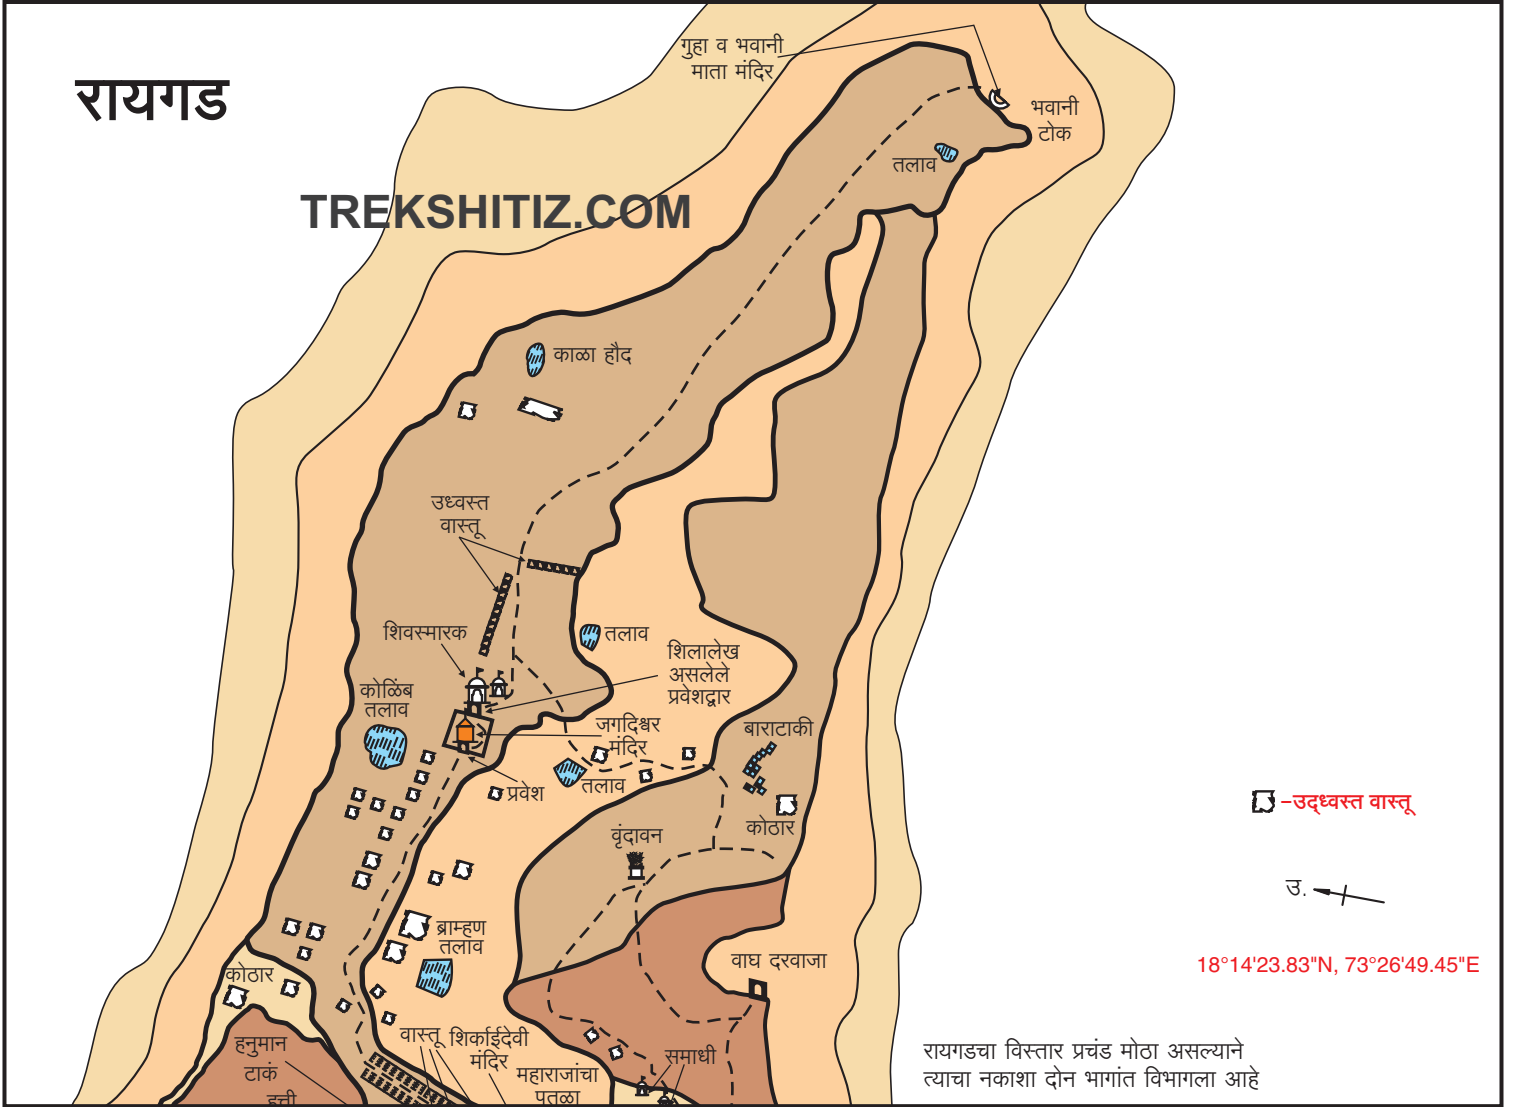 गुहा व भवानी
माता मंदिर
रायगड
भवानी
टोक
तलाव
TREKSHITIZ.COM
काळा हौद
उध्वस्त
वास्तू
शिवस्मारक
तलाव
शिलालेख
असलेले
प्रवेशद्वार
कोळिंब
तलाव
जगदिश्वर
मंदिर
बाराटाकी
प्रवेश
तलाव
कोठार
वृंदावन
-उद्ध्वस्त वास्तू
उ.
ब्राम्हण
तलाव
वाघ दरवाजा
कोठार
18°14'23.83"N, 73°26'49.45"E
हनुमान
टाकं
हत्ती
वास्तू
शिर्काईदेवी
मंदिर
महाराजांचा
पुतळा
समाधी
रायगडचा विस्तार प्रचंड मोठा असल्याने
त्याचा नकाशा दोन भागांत विभागला आहे